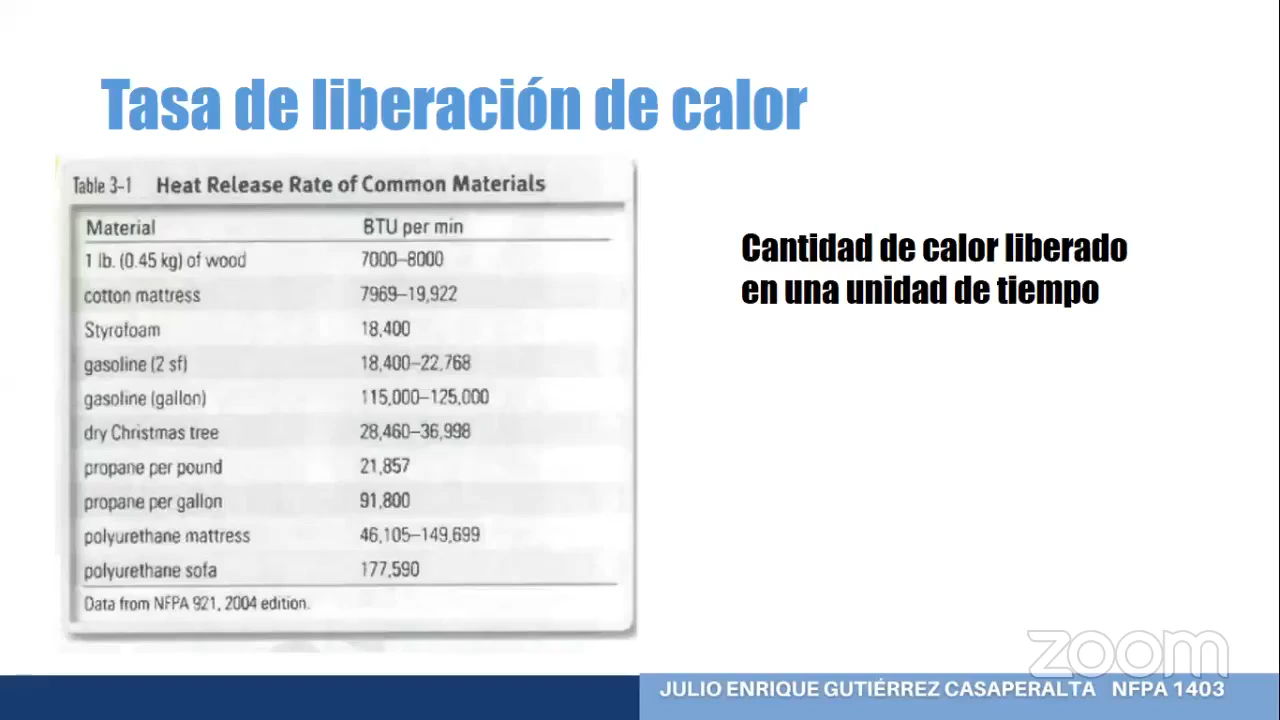 Tasa de liberación de calor
Table 3-1 Heat Release Rate of Common Materials
Material BTU per min
1 lb. (0.45 kg) of wood 7000–8000
cotton mattress 7969–19,922
Styrofoam 18,400
gasoline (2 sf) 18,400–22,768
gasoline (gallon) 115,000–125,000
dry Christmas tree 28,460–36,998
propane per pound 21,857
propane per gallon 91,800
polyurethane mattress 46,105–149,699
polyurethane sofa 177,590
Data from NFPA 921, 2004 edition.
Cantidad de calor liberado
en una unidad de tiempo
zoom
JULIO ENRIQUE GUTIÉRREZ CASAPERALTA NFPA 1403